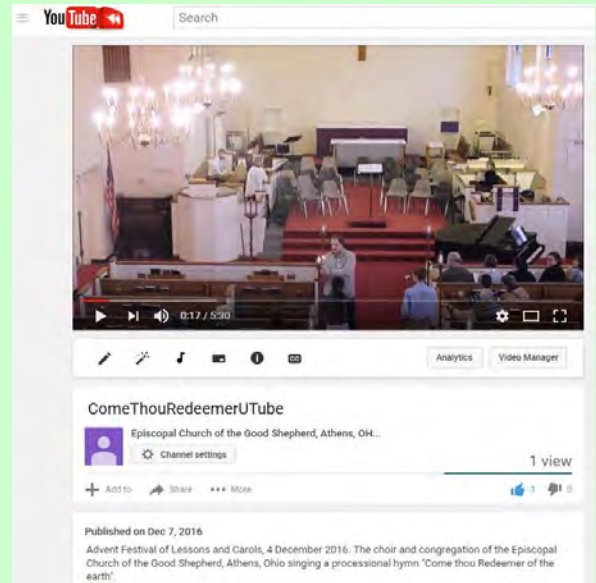 YouTube
Search
0:17 / 5:30
Analytics
Video Manager
ComeThouRedeemerUTube
Episcopal Church of the Good Shepherd, Athens, OH...
Channel settings
1 view
Add to
Share
More
1
0
Published on Dec 7, 2016
Advent Festival of Lessons and Carols, 4 December 2016. The choir and congregation of the Episcopal
Church of the Good Shepherd, Athens, Ohio singing a processional hymn "Come thou Redeemer of the
earth".